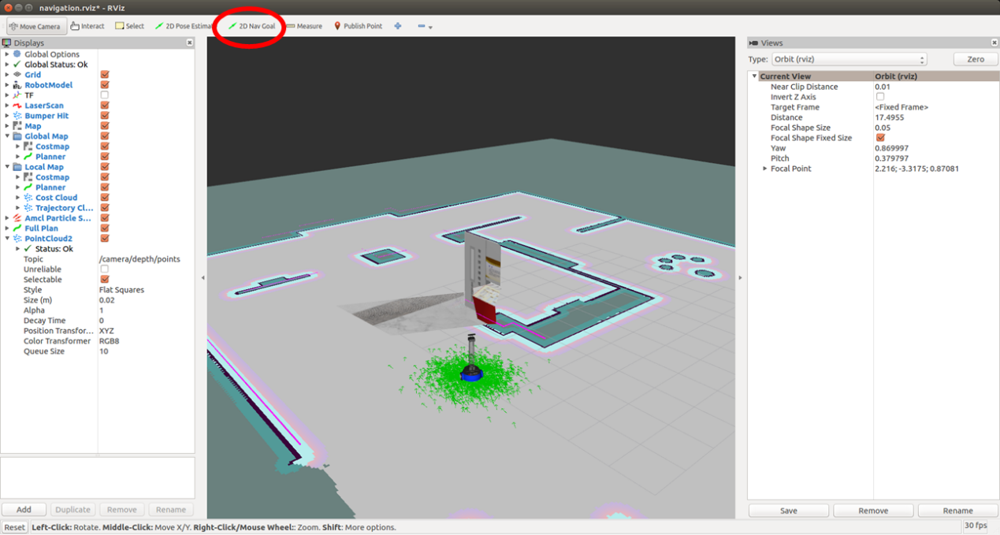 navigation.rviz* - RViz
Move Camera Interact Select 2D Pose Estimat 2D Nav Goal Measure Publish Point
Displays
Global Options
Global Status: Ok
Grid
RobotModel
TF
LaserScan
Bumper Hit
Map
Global Map
Costmap
Planner
Local Map
Costmap
Planner
Cost Cloud
Trajectory Cl...
Amcl Particle S...
Full Plan
PointCloud2
Status: Ok
Topic /camera/depth/points
Unreliable
Selectable
Style Flat Squares
Size (m) 0.02
Alpha 1
Decay Time 0
Position Transfor... XYZ
Color Transformer RGB8
Queue Size 10
Add Duplicate Remove Rename
Views
Type: Orbit (rviz) Zero
Current View Orbit (rviz)
Near Clip Distance 0.01
Invert Z Axis
Target Frame <Fixed Frame>
Distance 17.4955
Focal Shape Size 0.05
Focal Shape Fixed Size
Yaw 0.869997
Pitch 0.379797
Focal Point 2.216; -3.3175; 0.87081
Save Remove Rename
Reset Left-Click: Rotate. Middle-Click: Move X/Y. Right-Click/Mouse Wheel:: Zoom. Shift: More options. 30 fps